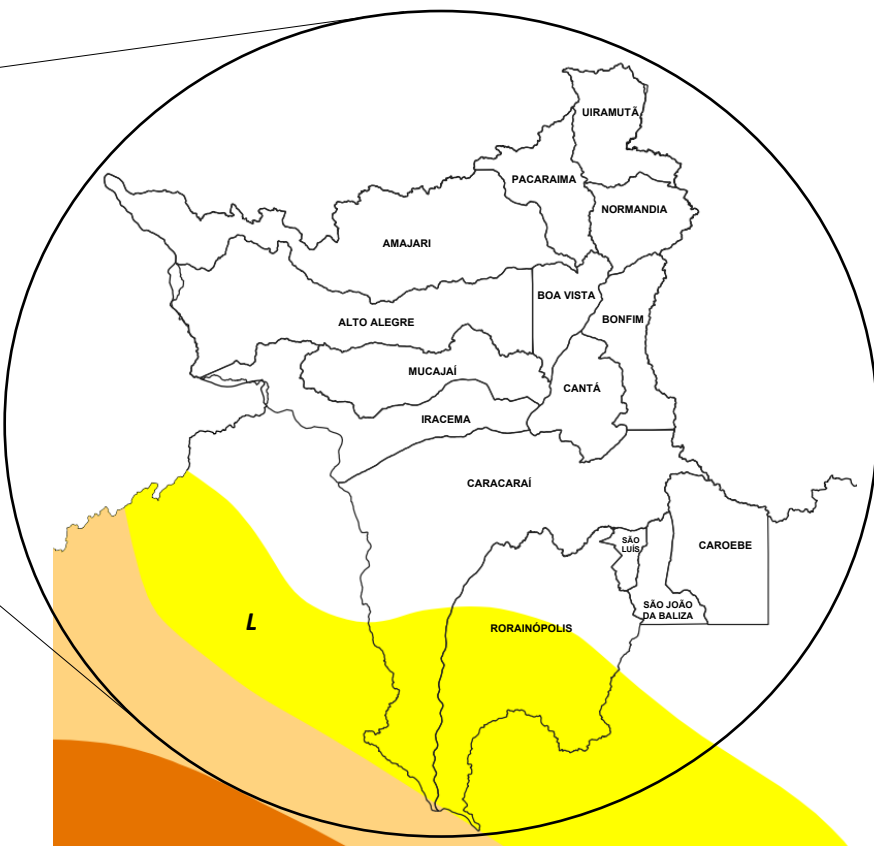 UIRAMUTÃ
PACARAIMA
NORMANDIA
AMAJARI
BOA VISTA
BONFIM
ALTO ALEGRE
MUCAJAÍ
CANTÁ
IRACEMA
CARACARAÍ
SÃO
LUÍS
CAROEBE
SÃO JOÃO
DA BALIZA
L
RORAINÓPOLIS